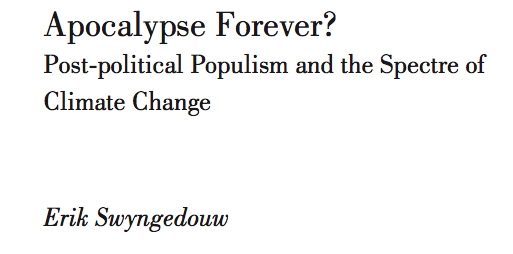 Apocalypse Forever?
Post-political Populism and the Spectre of
Climate Change
Erik Swyngedouw